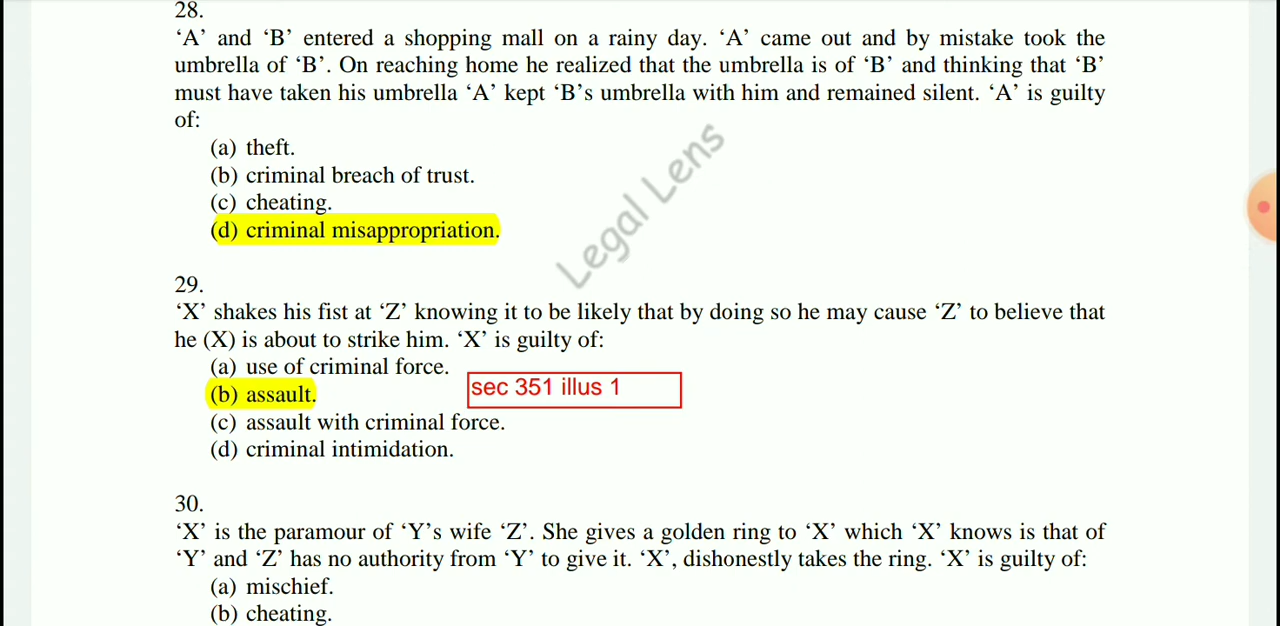 28.
‘A’ and ‘B’ entered a shopping mall on a rainy day. ‘A’ came out and by mistake took the
umbrella of ‘B’. On reaching home he realized that the umbrella is of ‘B’ and thinking that ‘B’
must have taken his umbrella ‘A’ kept ‘B’s umbrella with him and remained silent. ‘A’ is guilty
of:
(a) theft.
(b) criminal breach of trust.
(c) cheating.
(d) criminal misappropriation.
Legal Lens
29.
‘X’ shakes his fist at ‘Z’ knowing it to be likely that by doing so he may cause ‘Z’ to believe that
he (X) is about to strike him. ‘X’ is guilty of:
(a) use of criminal force.
(b) assault.
sec 351 illus 1
(c) assault with criminal force.
(d) criminal intimidation.
30.
‘X’ is the paramour of ‘Y’s wife ‘Z’. She gives a golden ring to ‘X’ which ‘X’ knows is that of
‘Y’ and ‘Z’ has no authority from ‘Y’ to give it. ‘X’, dishonestly takes the ring. ‘X’ is guilty of:
(a) mischief.
(b) cheating.